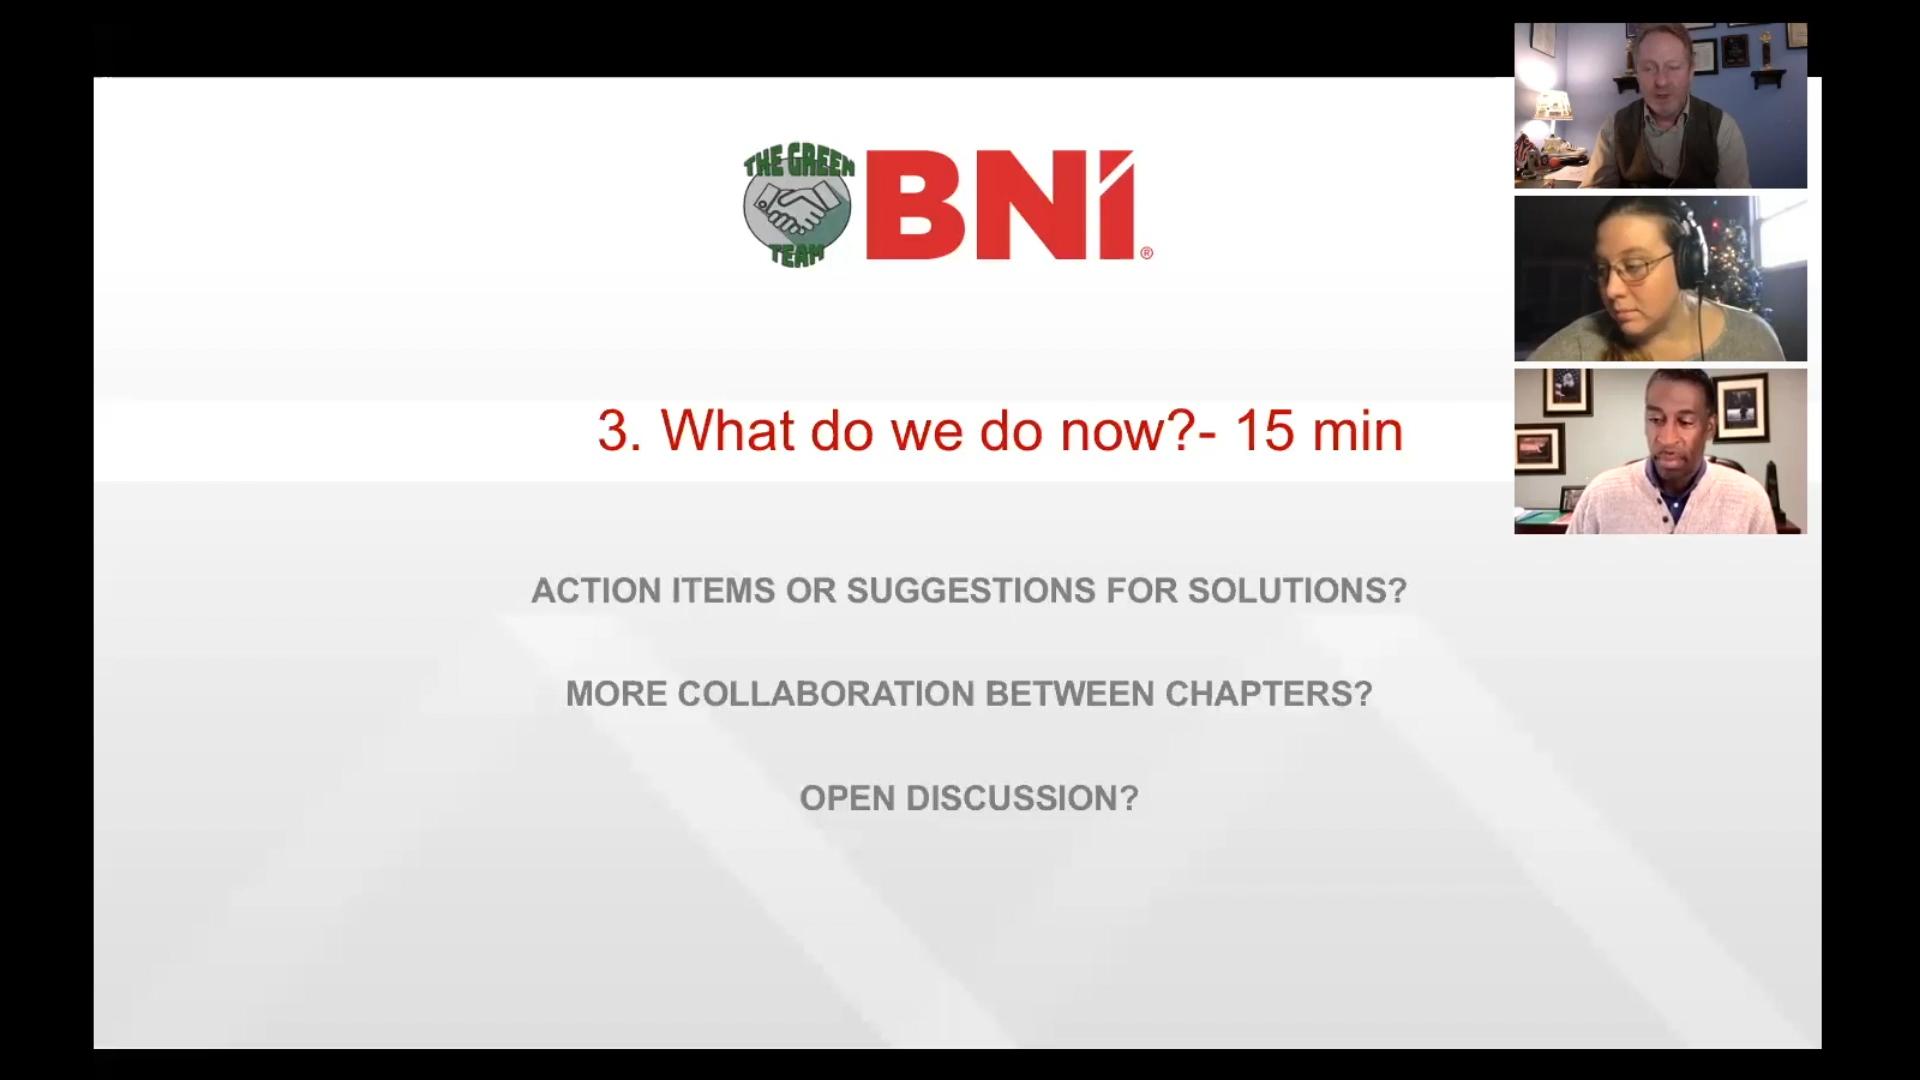 THE GREEN
TEAM
BNI®
3. What do we do now?- 15 min
ACTION ITEMS OR SUGGESTIONS FOR SOLUTIONS?
MORE COLLABORATION BETWEEN CHAPTERS?
OPEN DISCUSSION?